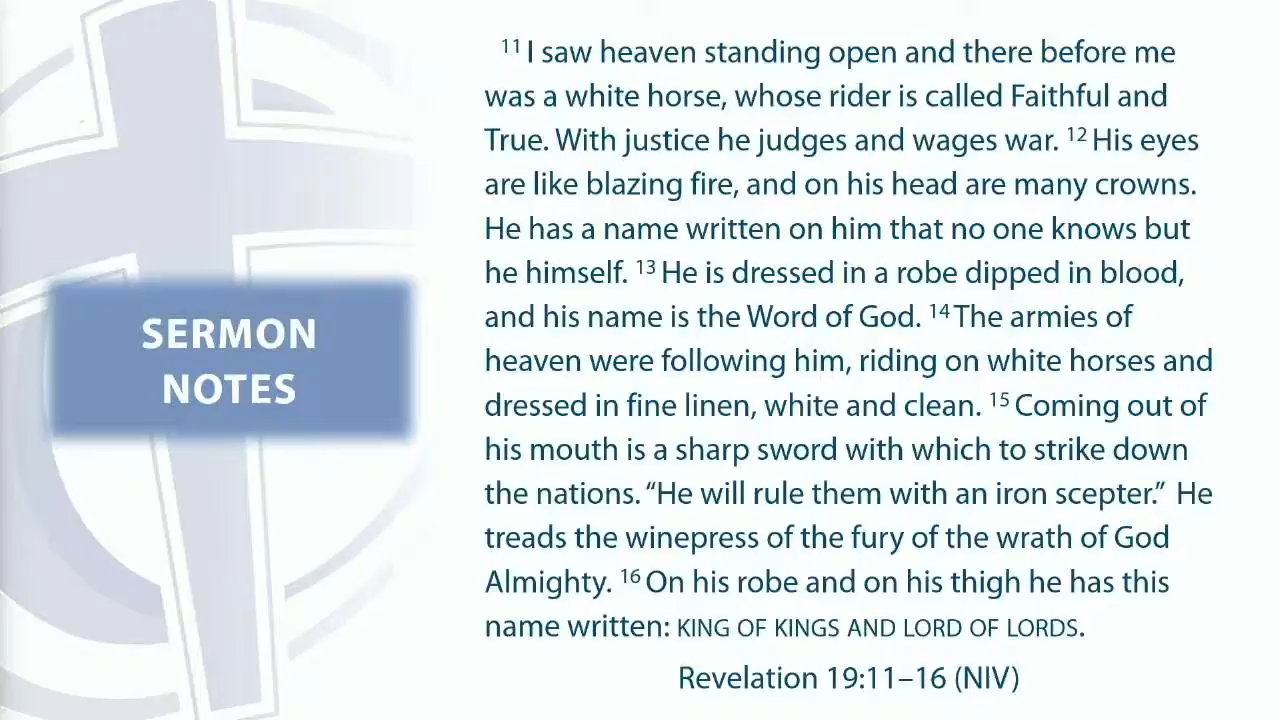 SERMON
NOTES
11 I saw heaven standing open and there before me
was a white horse, whose rider is called Faithful and
True. With justice he judges and wages war. 12 His eyes
are like blazing fire, and on his head are many crowns.
He has a name written on him that no one knows but
he himself. 13 He is dressed in a robe dipped in blood,
and his name is the Word of God. 14 The armies of
heaven were following him, riding on white horses and
dressed in fine linen, white and clean. 15 Coming out of
his mouth is a sharp sword with which to strike down
the nations. “He will rule them with an iron scepter.” He
treads the winepress of the fury of the wrath of God
Almighty. 16 On his robe and on his thigh he has this
name written: KING OF KINGS AND LORD OF LORDS.
Revelation 19:11–16 (NIV)